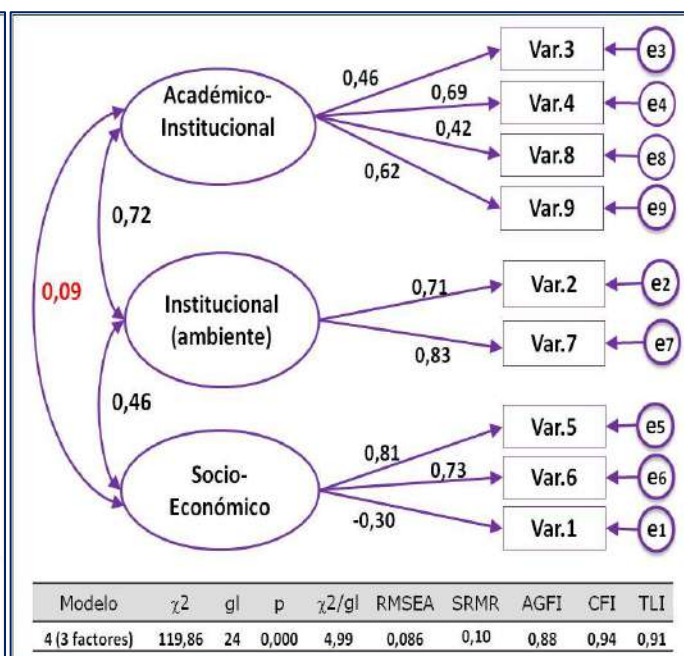 Académico-
Institucional
0,46
0,69
0,42
0,62
Var.3
e3
Var.4
e4
Var.8
e8
Var.9
e9
0,72
0,09
Institucional
(ambiente)
0,71
0,83
Var.2
e2
Var.7
e7
0,46
Socio-
Económico
0,81
0,73
-0,30
Var.5
e5
Var.6
e6
Var.1
e1
Modelo χ2 gl p χ2/gl RMSEA SRMR AGFI CFI TLI
4 (3 factores) 119,86 24 0,000 4,99 0,086 0,10 0,88 0,94 0,91